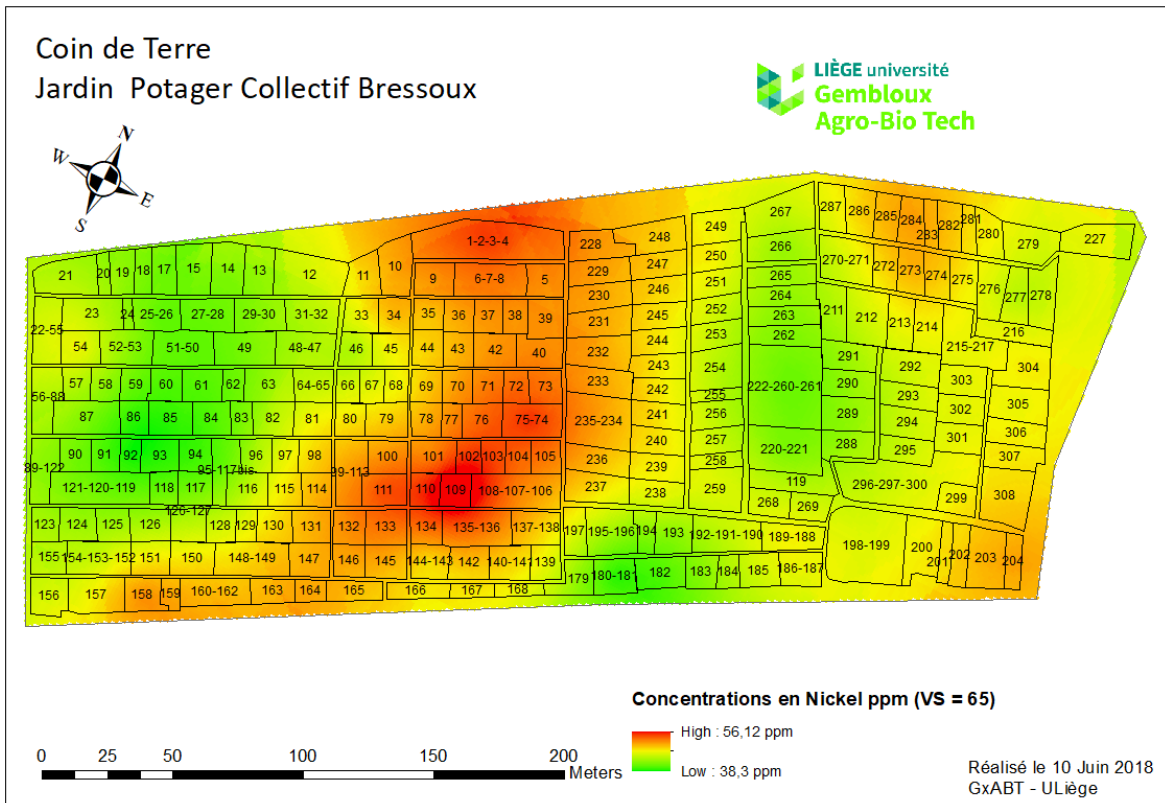 Coin de Terre
Jardin Potager Collectif Bressoux
LIÈGE université
Gembloux
Agro-Bio Tech
N
W
E
S
287 286 285 284 283 282 281 280 279 227
267 249 248 228 1-2-3-4 10 11
266 250 247 229 9 6-7-8 5
21 20 19 18 17 15 14 13 12
270-271 272 273 274 275 276 277 278
265 251 246 230
264 252 245 231
263 262 253 244 232
23 24 25-26 27-28 29-30 31-32 33 34 35 36 37 38 39
22-55
211 212 213 214 215-217 216
54 52-53 51-50 49 48-47 46 45 44 43 42 40
291 292 303 304
254 243 233
57 58 59 60 61 62 63 64-65 66 67 68 69 70 71 72 73
56-88
222-260-261 290 293 302 305
255 242
256 241 235-234
87 86 85 84 83 82 81 80 79 78 77 76 75-74
289 294 301 306
257 240
220-221 288 295 307
258 239 236
90 91 92 93 94 96 97 98 100 101 102 103 104 105
89-122 95-117bis 99-113
121-120-119 118 117 116 115 114 111 110 109 108-107-106
237 238 259 119 268 269 296-297-300 299 308
126-127
123 124 125 126 128 129 130 131 132 133 134 135-136 137-138
197 195-196 194 193 192-191-190 189-188 198-199 200 201 202 203 204
155 154-153-152 151 150 148-149 147 146 145 144-143 142 140-141 139
179 180-181 182 183 184 185 186-187
156 157 158 159 160-162 163 164 165 166 167 168
Concentrations en Nickel ppm (VS = 65)
High : 56,12 ppm
Low : 38,3 ppm
0 25 50 100 150 200
Meters
Réalisé le 10 Juin 2018
GxABT - ULiège